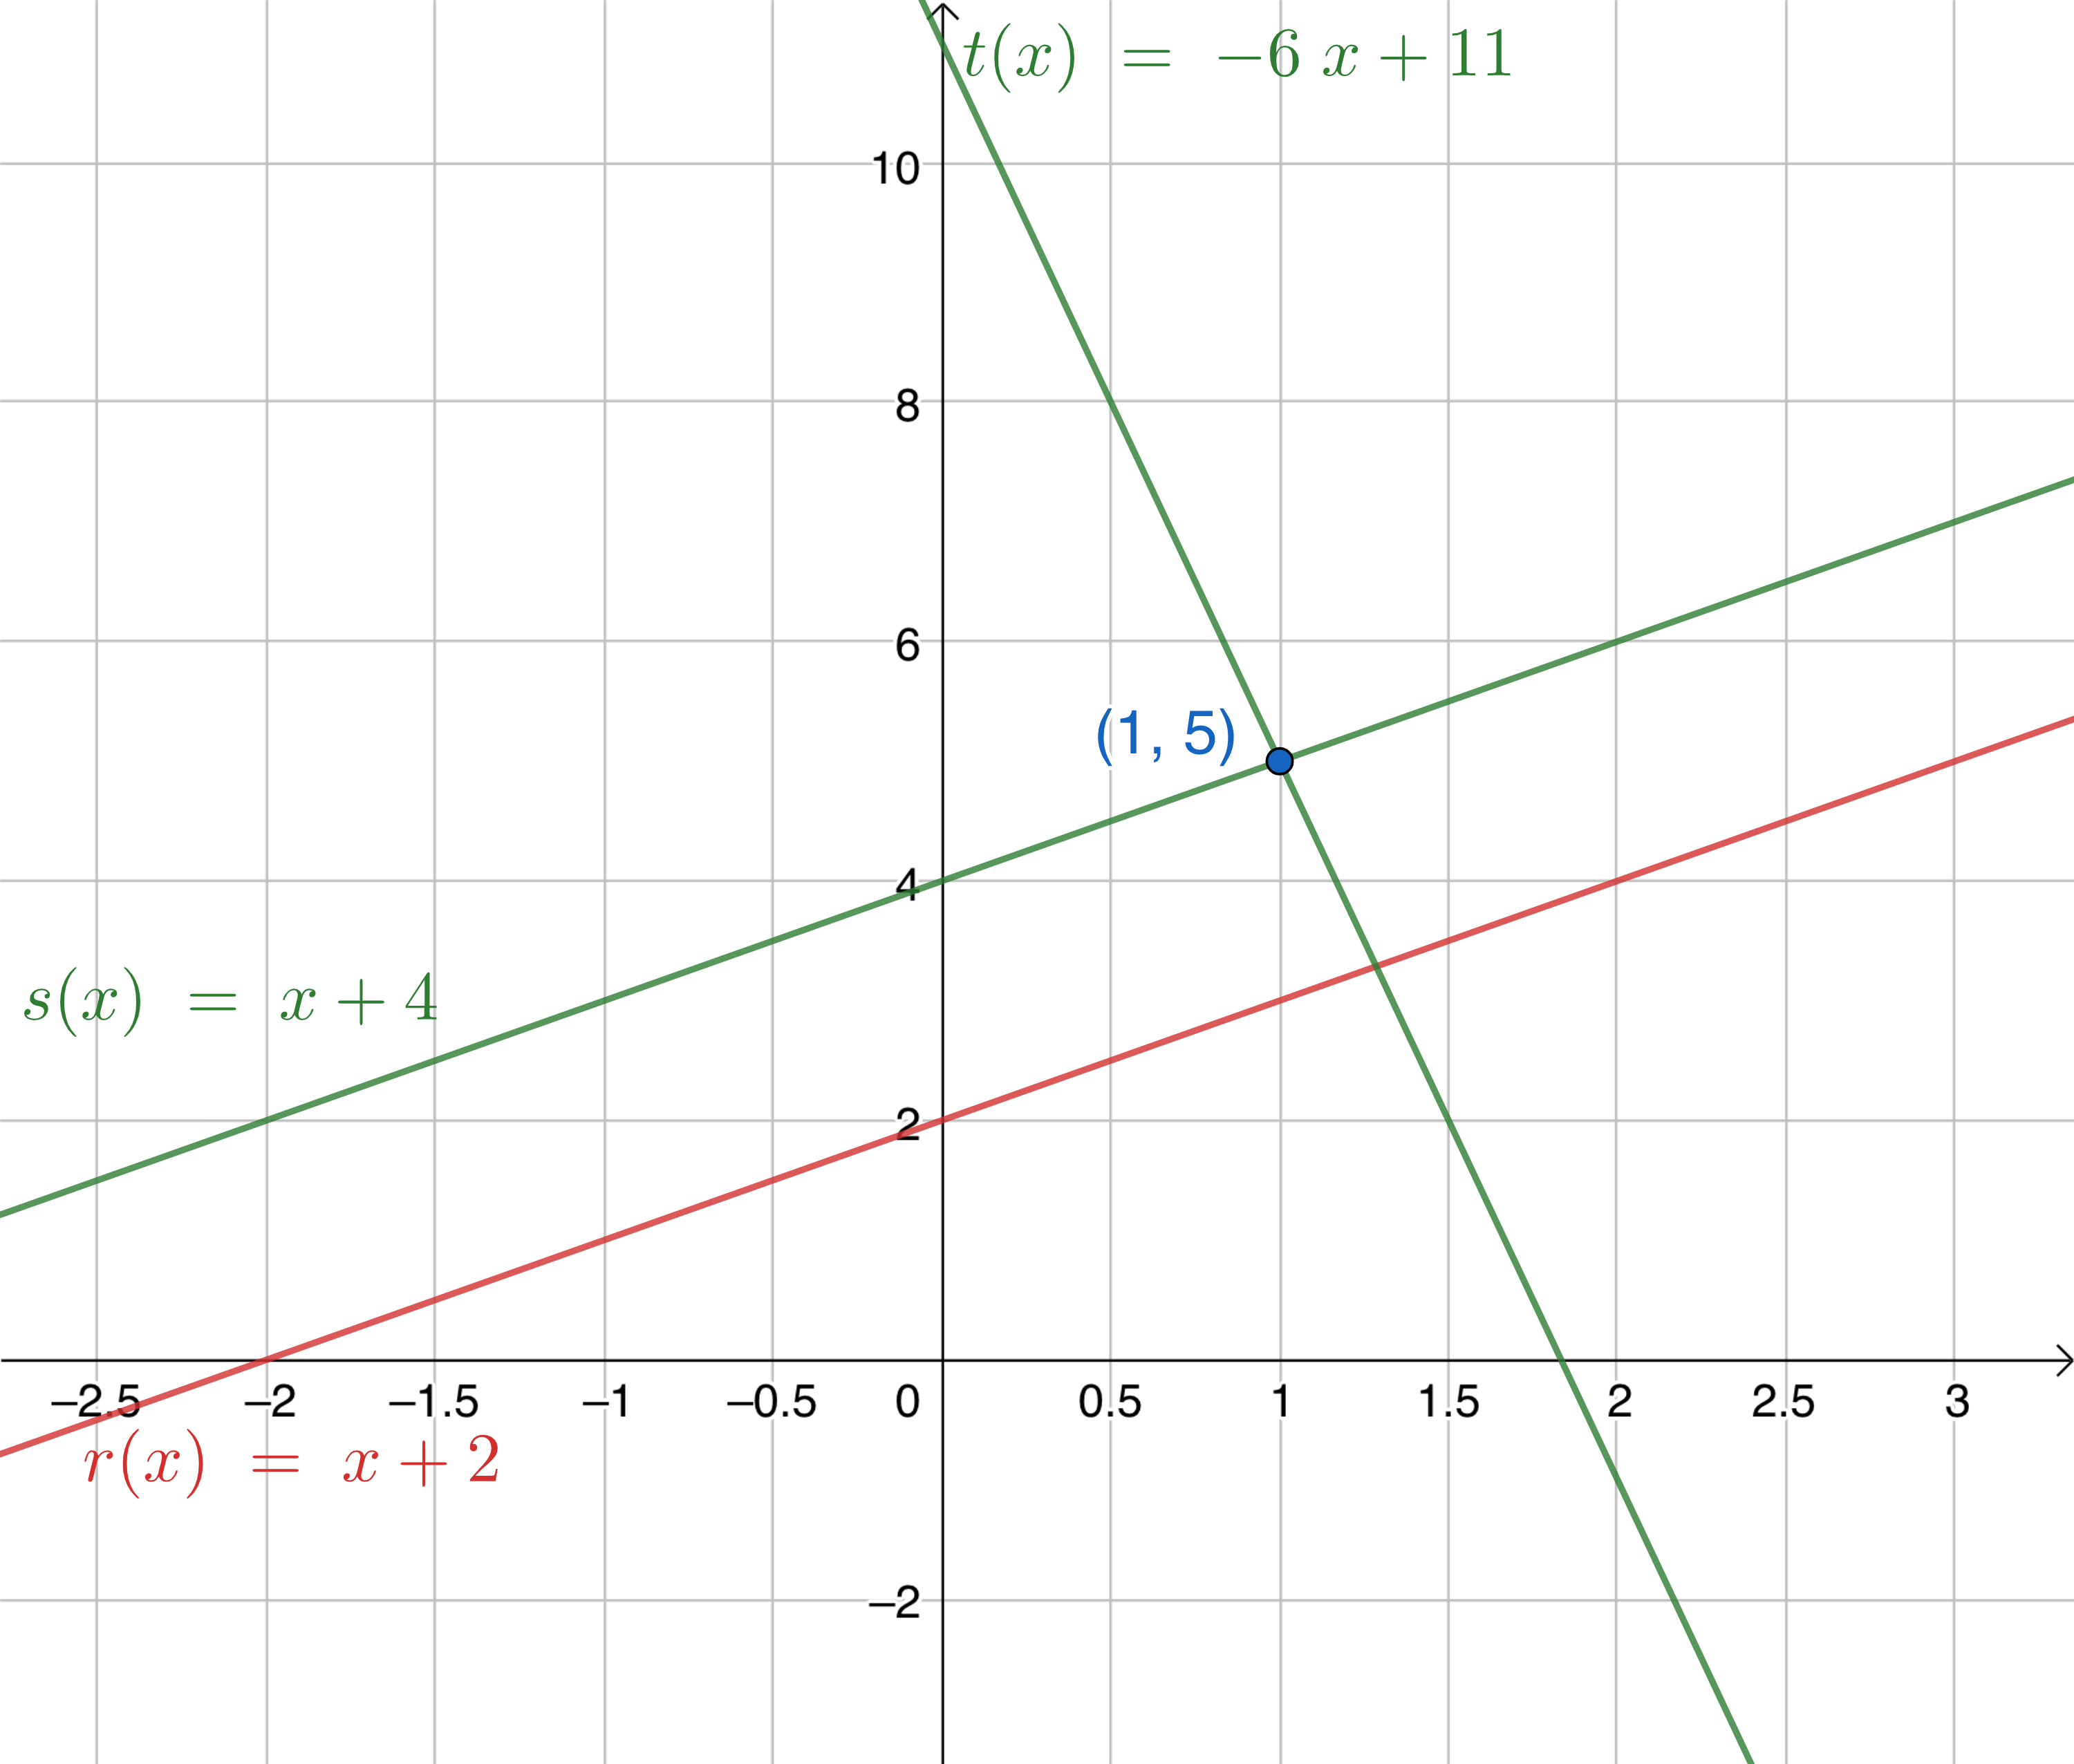 t(x) = −6 x + 11
10
8
6
(1, 5)
4
s(x) = x + 4
2
−2.5 −2 −1.5 −1 −0.5 0 0.5 1 1.5 2 2.5 3
r(x) = x + 2
−2